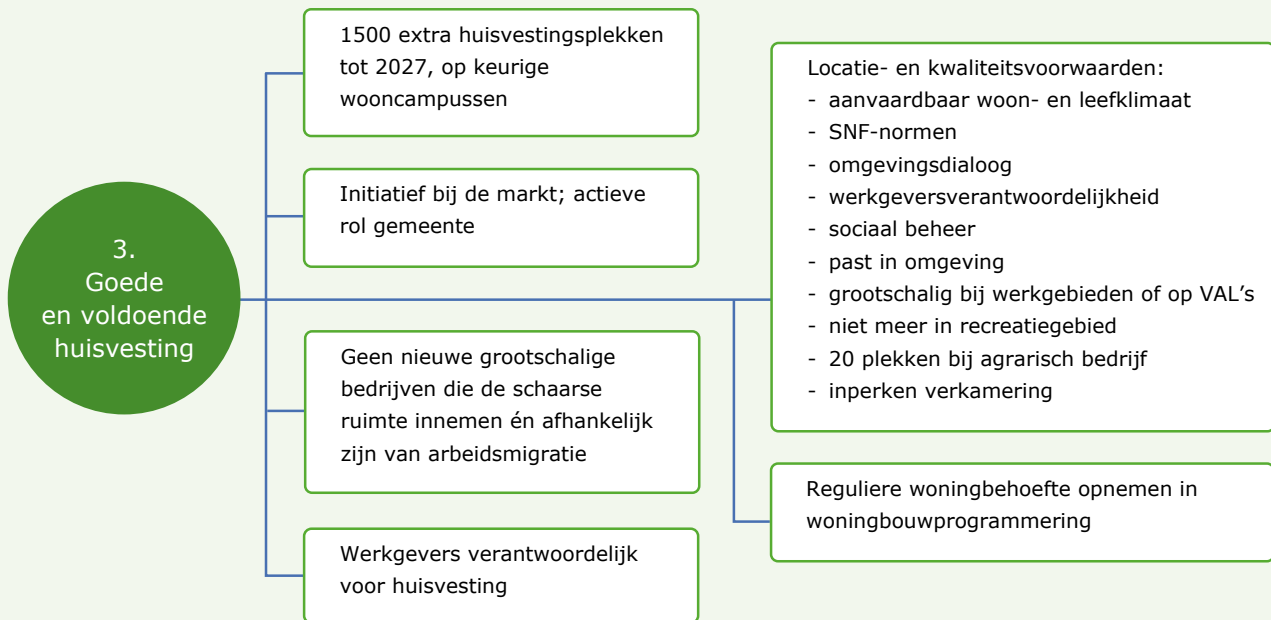 3.
Goede
en voldoende
huisvesting
1500 extra huisvestingsplekken
tot 2027, op keurige
wooncampussen
Initiatief bij de markt; actieve
rol gemeente
Geen nieuwe grootschalige
bedrijven die de schaarse
ruimte innemen én afhankelijk
zijn van arbeidsmigratie
Werkgevers verantwoordelijk
voor huisvesting
Locatie- en kwaliteitsvoorwaarden:
- aanvaardbaar woon- en leefklimaat
- SNF-normen
- omgevingsdialoog
- werkgeversverantwoordelijkheid
- sociaal beheer
- past in omgeving
- grootschalig bij werkgebieden of op VAL's
- niet meer in recreatiegebied
- 20 plekken bij agrarisch bedrijf
- inperken verkamering
Reguliere woningbehoefte opnemen in
woningbouwprogrammering